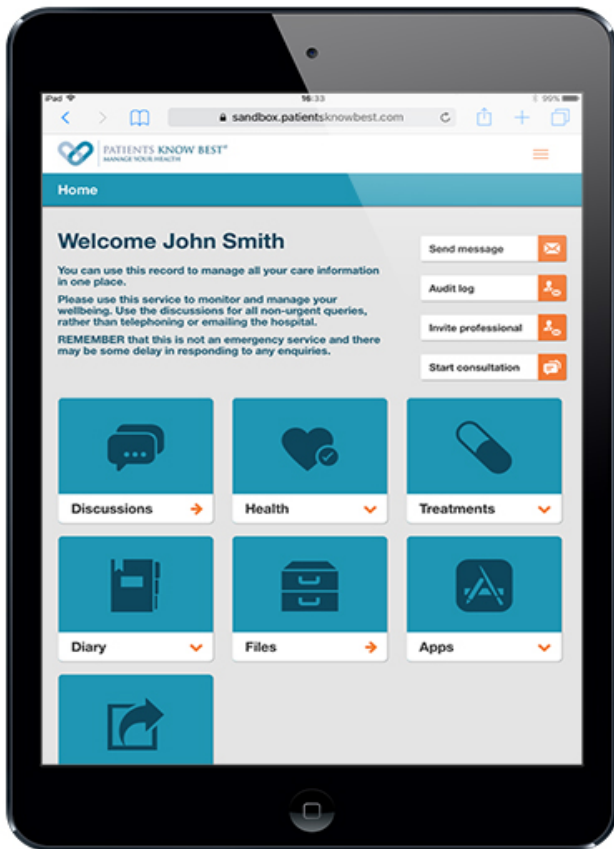 iPad
16:33
99%
sandbox.patientsknowbest.com
PATIENTS KNOW BEST®
MANAGE YOUR HEALTH
Home
Welcome John Smith
You can use this record to manage all your care information
in one place.
Please use this service to monitor and manage your
wellbeing. Use the discussions for all non-urgent queries,
rather than telephoning or emailing the hospital.
REMEMBER that this is not an emergency service and there
may be some delay in responding to any enquiries.
Send message
Audit log
Invite professional
Start consultation
Discussions
Health
Treatments
Diary
Files
Apps